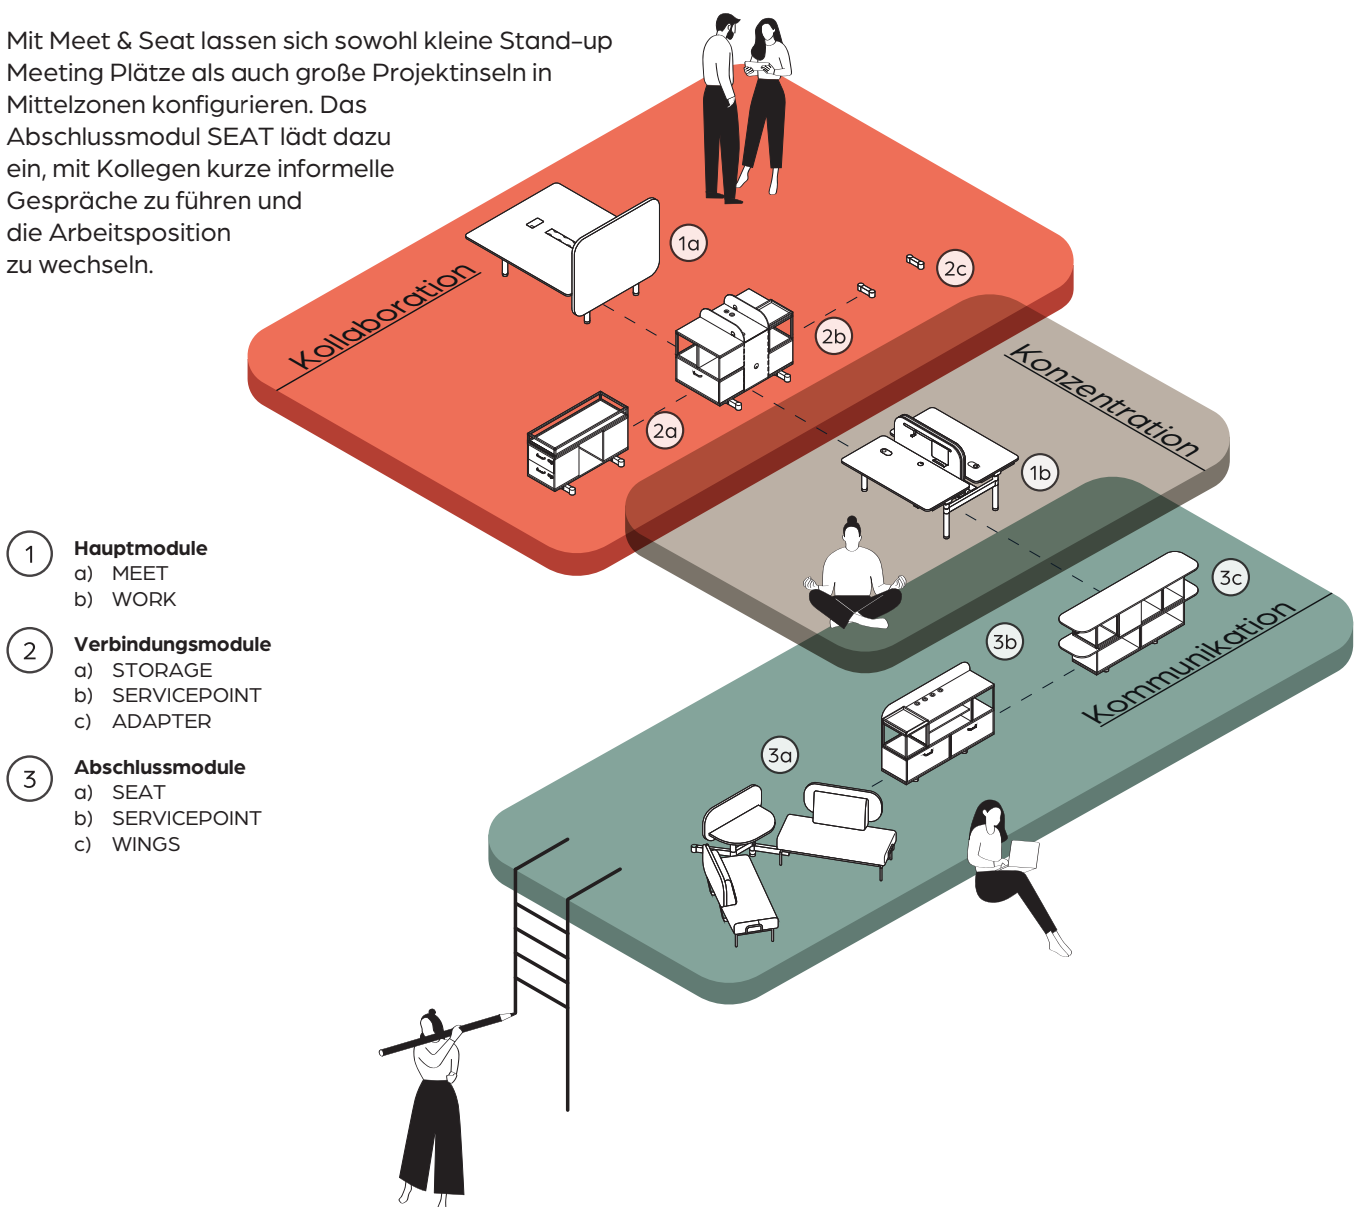 Mit Meet & Seat lassen sich sowohl kleine Stand-up
Meeting Plätze als auch große Projektinseln in
Mittelzonen konfigurieren. Das
Abschlussmodul SEAT lädt dazu
ein, mit Kollegen kurze informelle
Gespräche zu führen und
die Arbeitsposition
zu wechseln.
Kollaboration
1a
2c
2b
2a
Konzentration
1b
3c
3b
Kommunikation
3a
1 Hauptmodule
a) MEET
b) WORK
2 Verbindungsmodule
a) STORAGE
b) SERVICEPOINT
c) ADAPTER
3 Abschlussmodule
a) SEAT
b) SERVICEPOINT
c) WINGS